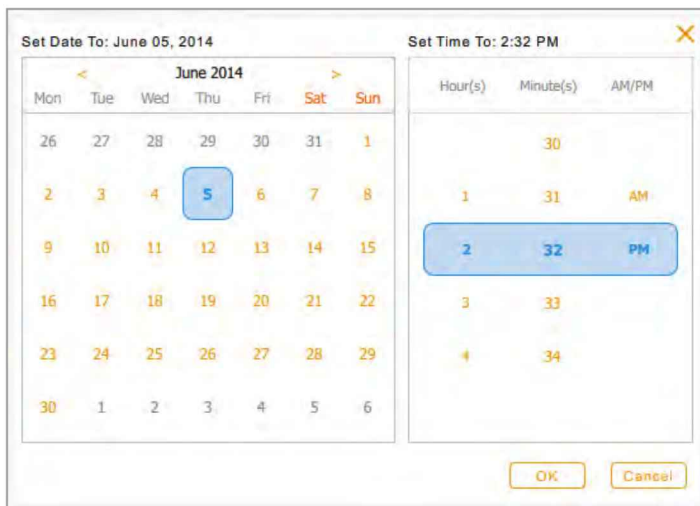 Set Date To: June 05, 2014
< June 2014 >
Mon Tue Wed Thu Fri Sat Sun
26 27 28 29 30 31 1
2 3 4 5 6 7 8
9 10 11 12 13 14 15
16 17 18 19 20 21 22
23 24 25 26 27 28 29
30 1 2 3 4 5 6
Set Time To: 2:32 PM
Hour(s) Minute(s) AM/PM
30
1 31 AM
2 32 PM
3 33
4 34
OK Cancel